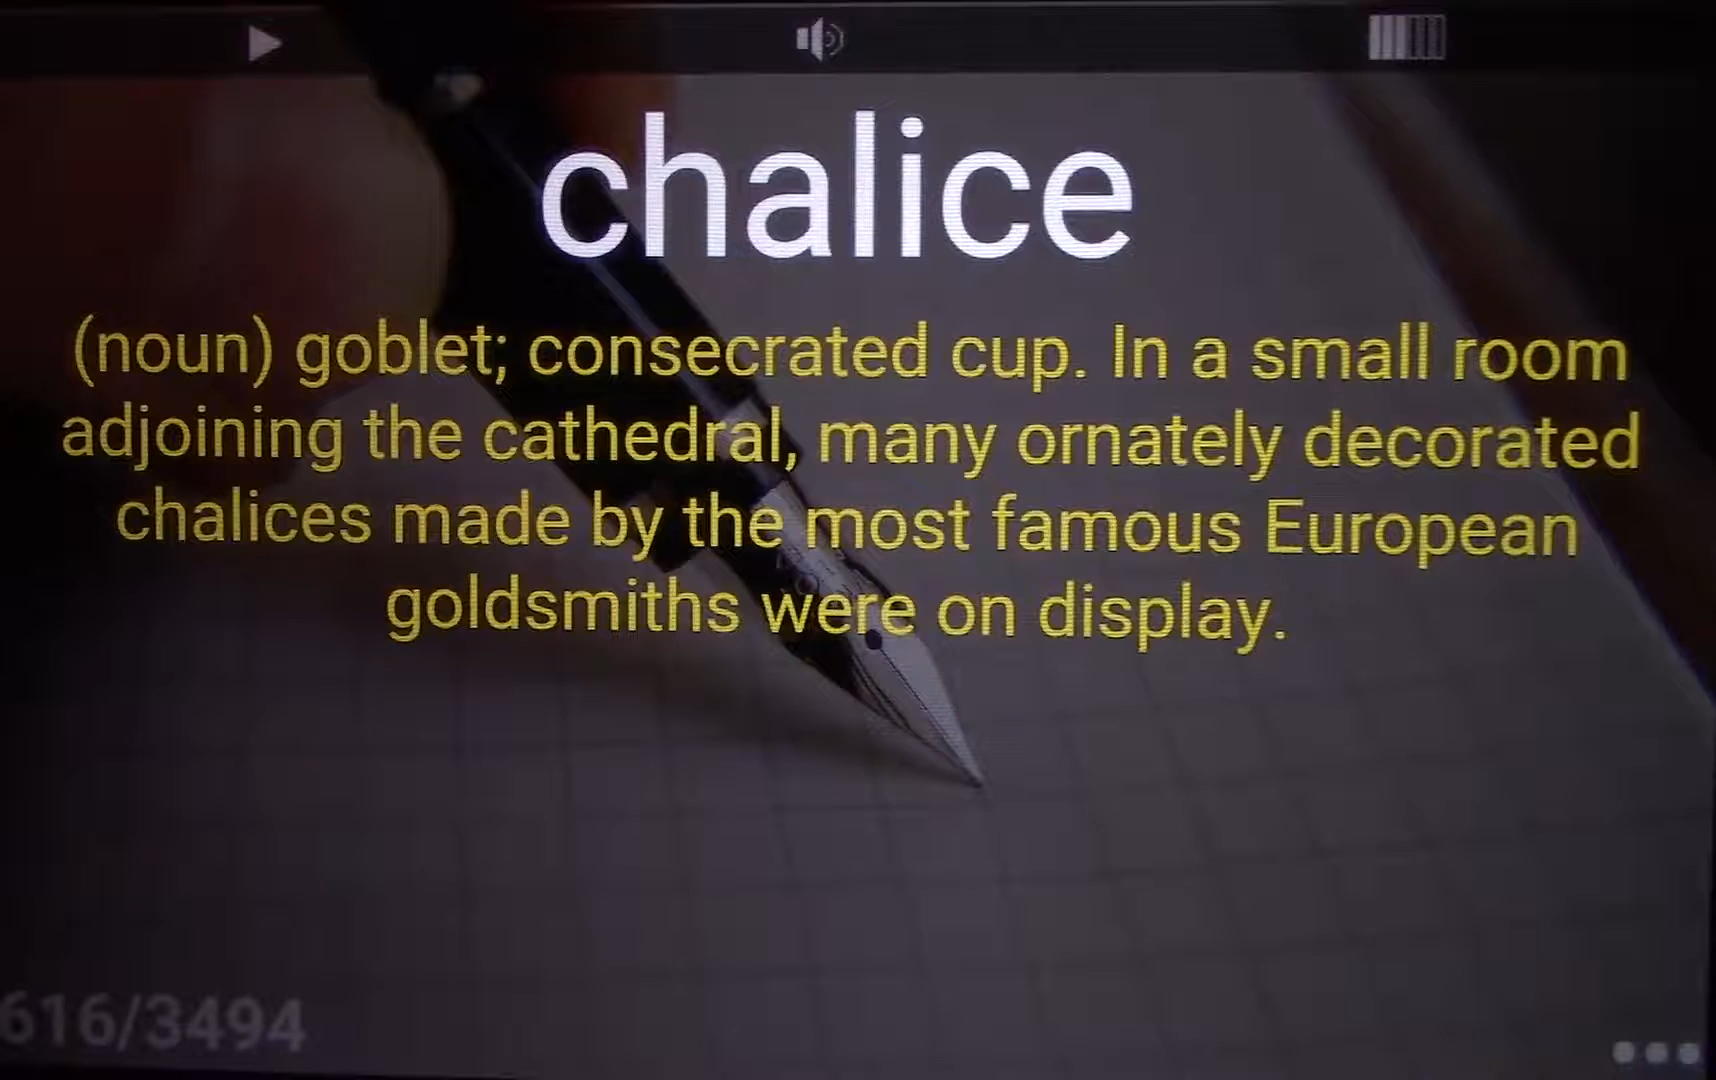 chalice
(noun) goblet; consecrated cup. In a small room
adjoining the cathedral, many ornately decorated
chalices made by the most famous European
goldsmiths were on display.
616/3494